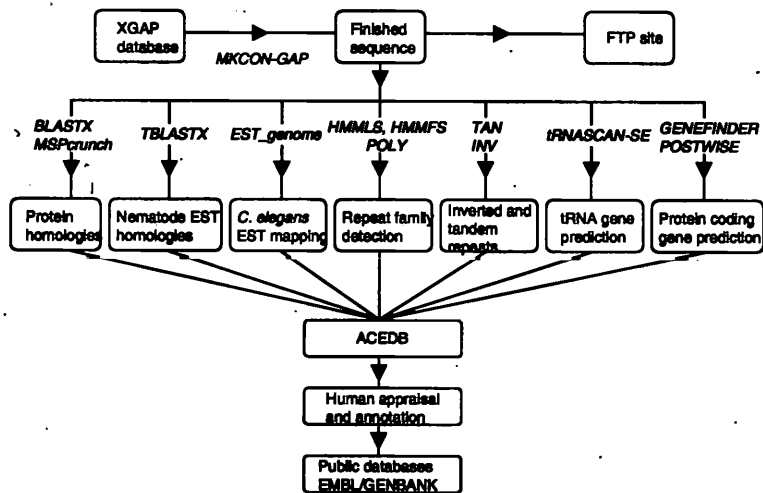 XGAP
database
MKCON-GAP
Finished
sequence
FTP site
BLASTX
MSPcrunch
TBLASTX
EST_genome
HMMLS, HMMFS
POLY
TAN
INV
tRNASCAN-SE
GENEFINDER
POSTWISE
Protein
homologies
Nematode EST
homologies
C. elegans
EST mapping
Repeat family
detection
Inverted and
tandem
repeats
tRNA gene
prediction
Protein coding
gene prediction
ACEDB
Human appraisal
and annotation
Public databases
EMBL/GENBANK